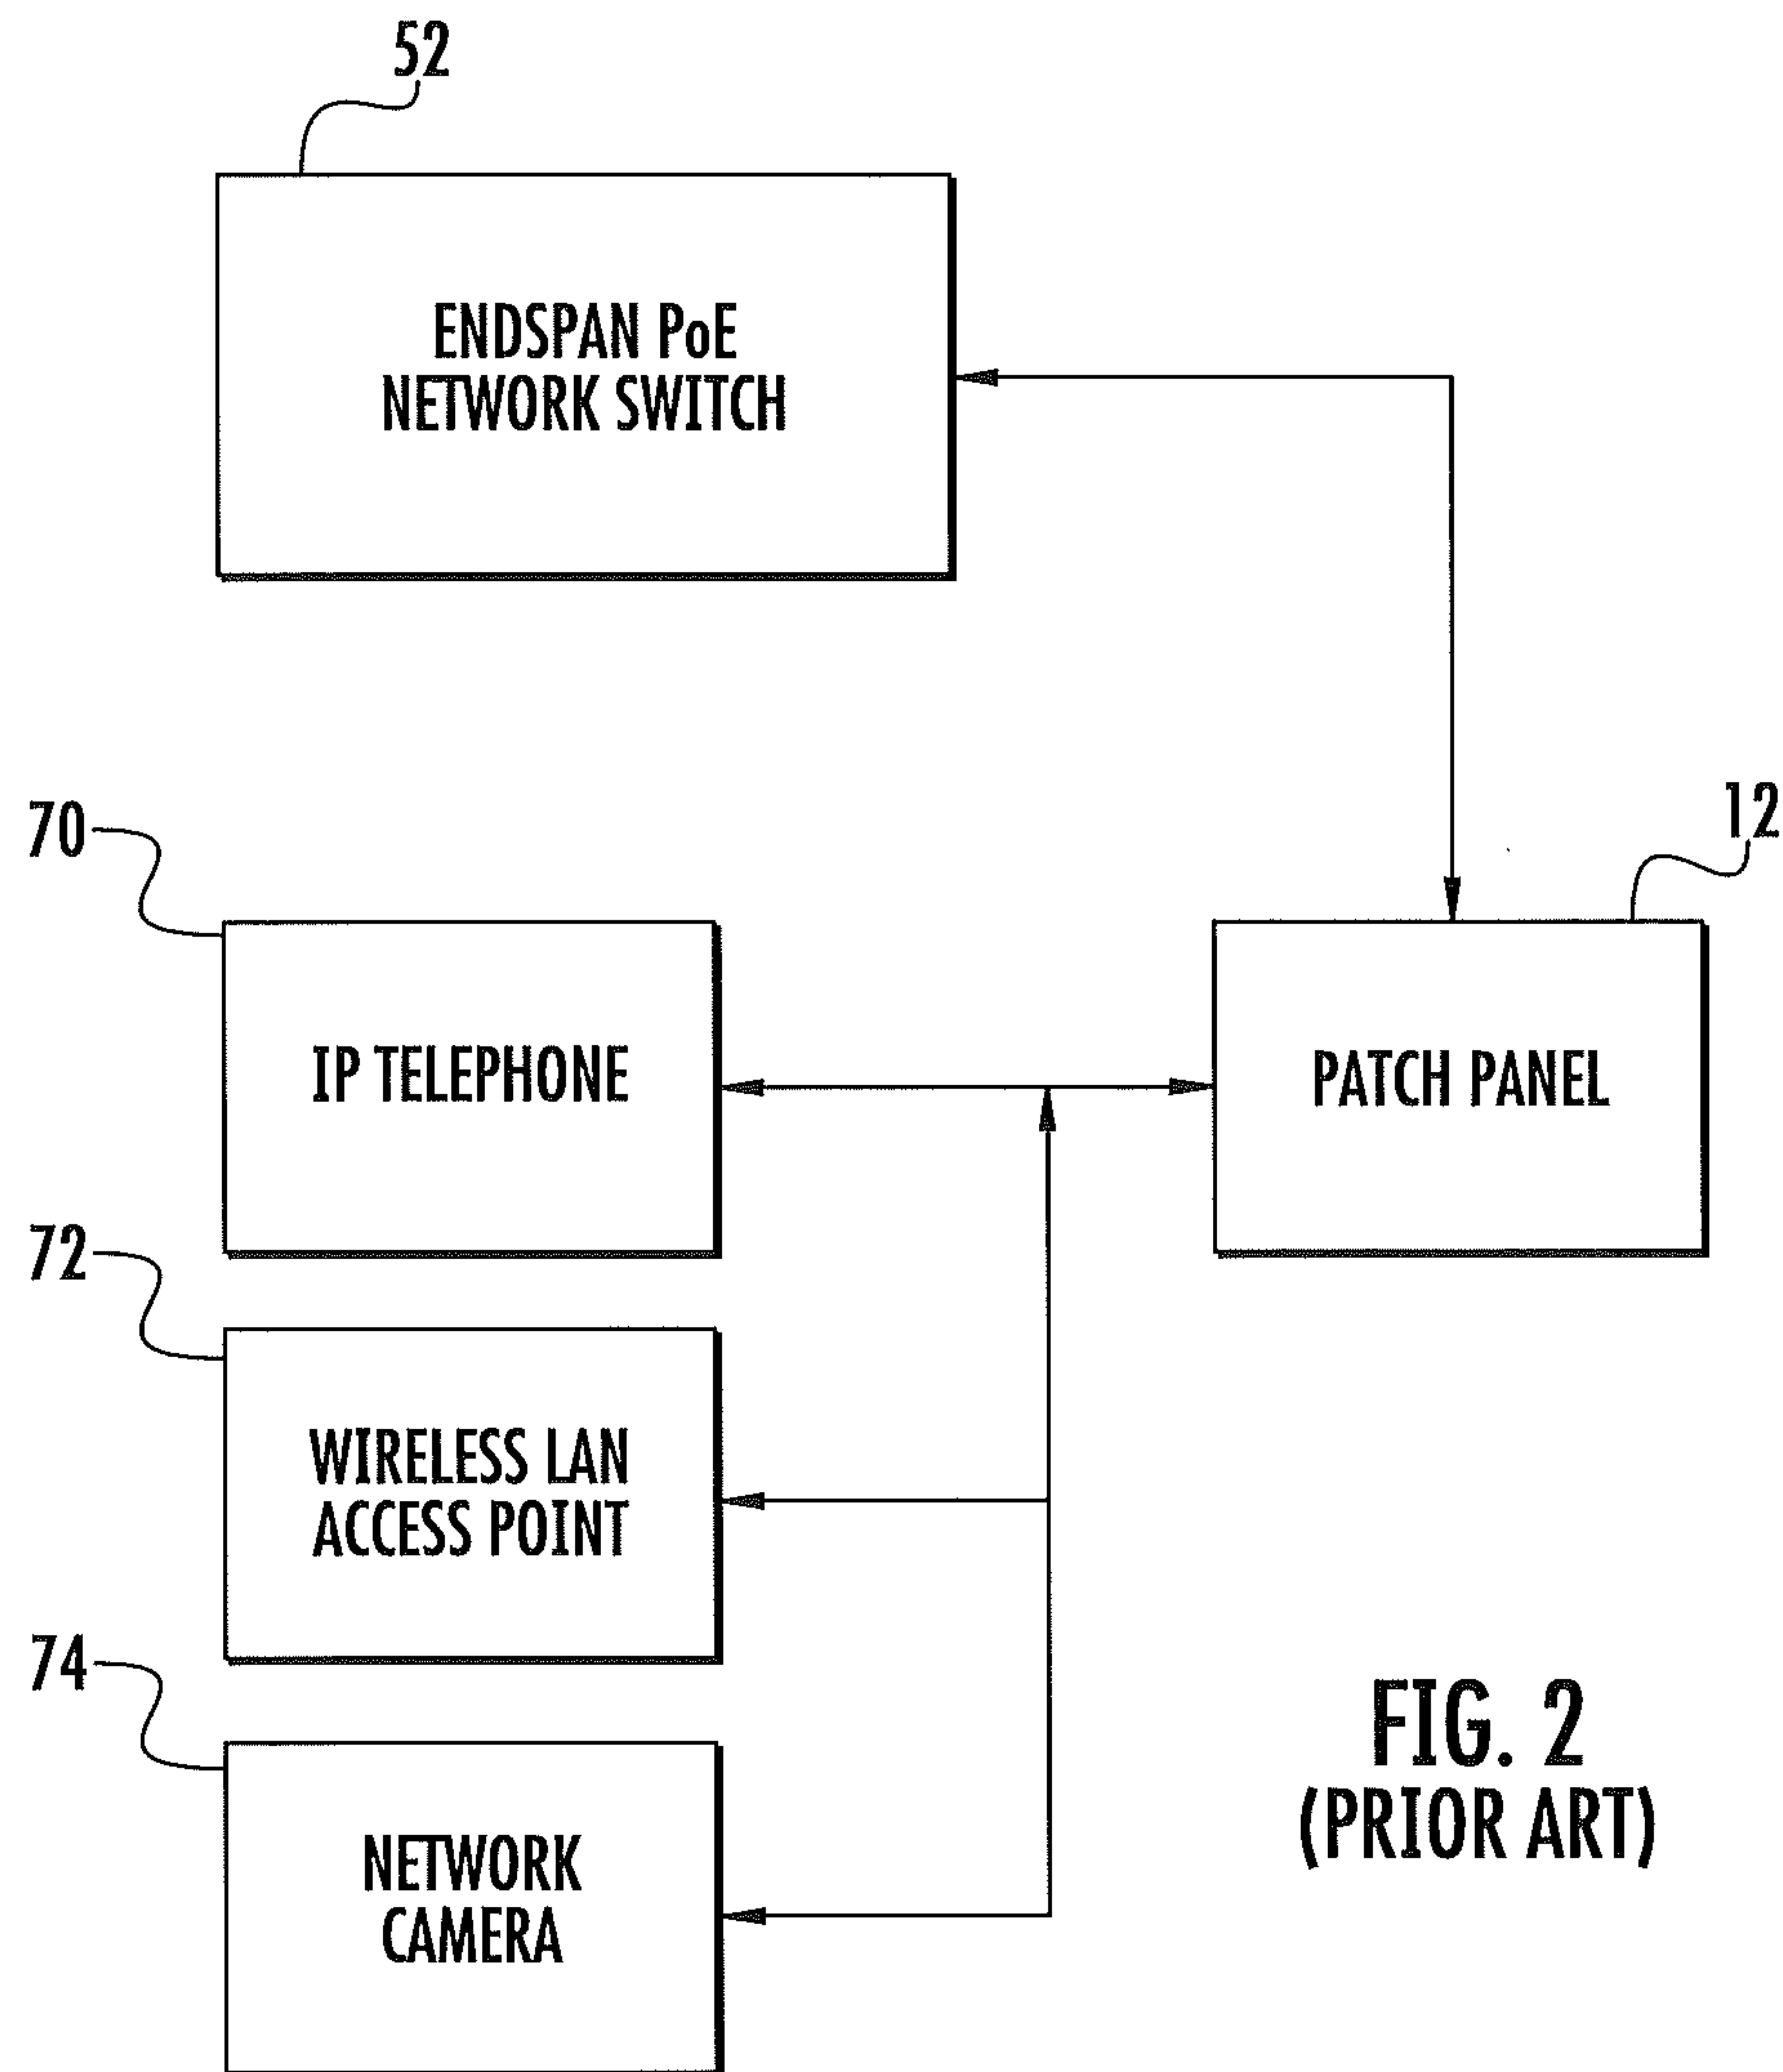 52
ENDSPAN PoE
NETWORK SWITCH
70
12
IP TELEPHONE
PATCH PANEL
72
WIRELESS LAN
ACCESS POINT
74
NETWORK
CAMERA
FIG. 2
(PRIOR ART)